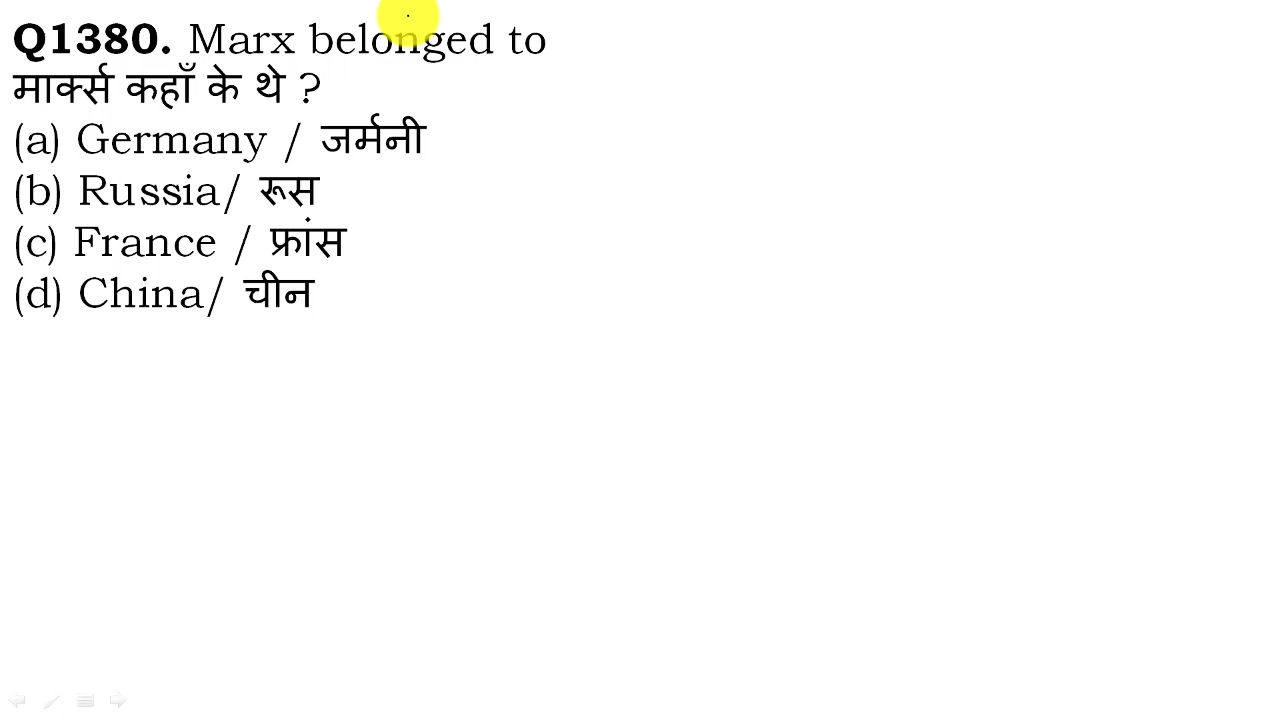 Q1380. Marx belonged to
मार्क्स कहाँ के थे ?
(a) Germany / जर्मनी
(b) Russia/ रूस
(c) France / फ्रांस
(d) China/ चीन